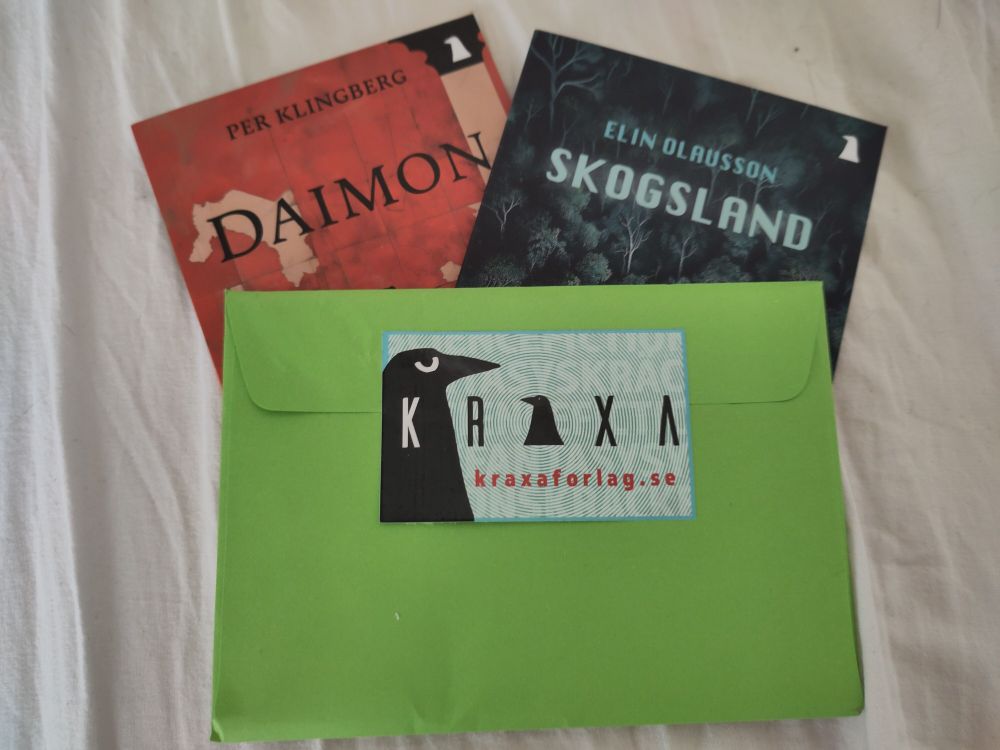 PER KLINGBERG
DAIMON
ELIN OLAUSSON
SKOGSLAND
KRAXA
kraxaforlag.se